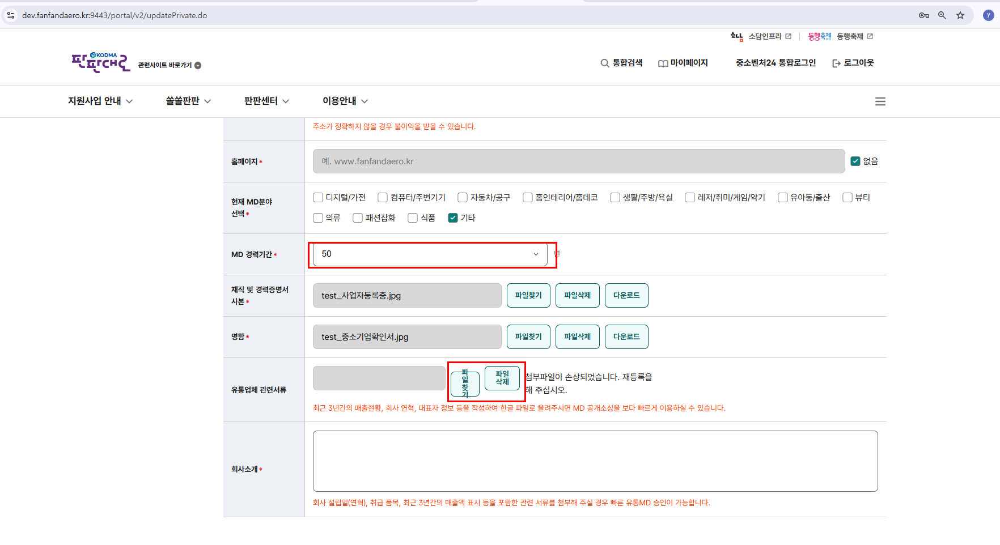 dev.fanfandaero.kr:9443/portal/v2/updatePrivate.do
y
소담 소담인프라 동행축제 동행축제
KODMA
판판대로 관련사이트 바로가기
통합검색 마이페이지 중소벤처24 통합로그인 로그아웃
지원사업 안내 쏠쏠판판 판판센터 이용안내
주소가 정확하지 않을 경우 불이익을 받을 수 있습니다.
홈페이지* 예. www.fanfandaero.kr 없음
현재 MD분야
선택*
디지털/가전 컴퓨터/주변기기 자동차/공구 홈인테리어/홈데코 생활/주방/욕실 레저/취미/게임/악기 유아동/출산 뷰티
의류 패션잡화 식품 기타
MD 경력기간* 50 년
재직 및 경력증명서
사본*
test_사업자등록증.jpg 파일찾기 파일삭제 다운로드
명함* test_중소기업확인서.jpg 파일찾기 파일삭제 다운로드
유통업체 관련서류
파
일
찾
기
파일
삭제
첨부파일이 손상되었습니다. 재등록을
해 주십시오.
최근 3년간의 매출현황, 회사 연혁, 대표자 정보 등을 작성하여 한글 파일로 올려주시면 MD 공개소싱을 보다 빠르게 이용하실 수 있습니다.
회사소개*
회사 설립일(연혁), 취급 품목, 최근 3년간의 매출액 표시 등을 포함한 관련 서류를 첨부해 주실 경우 빠른 유통MD 승인이 가능합니다.